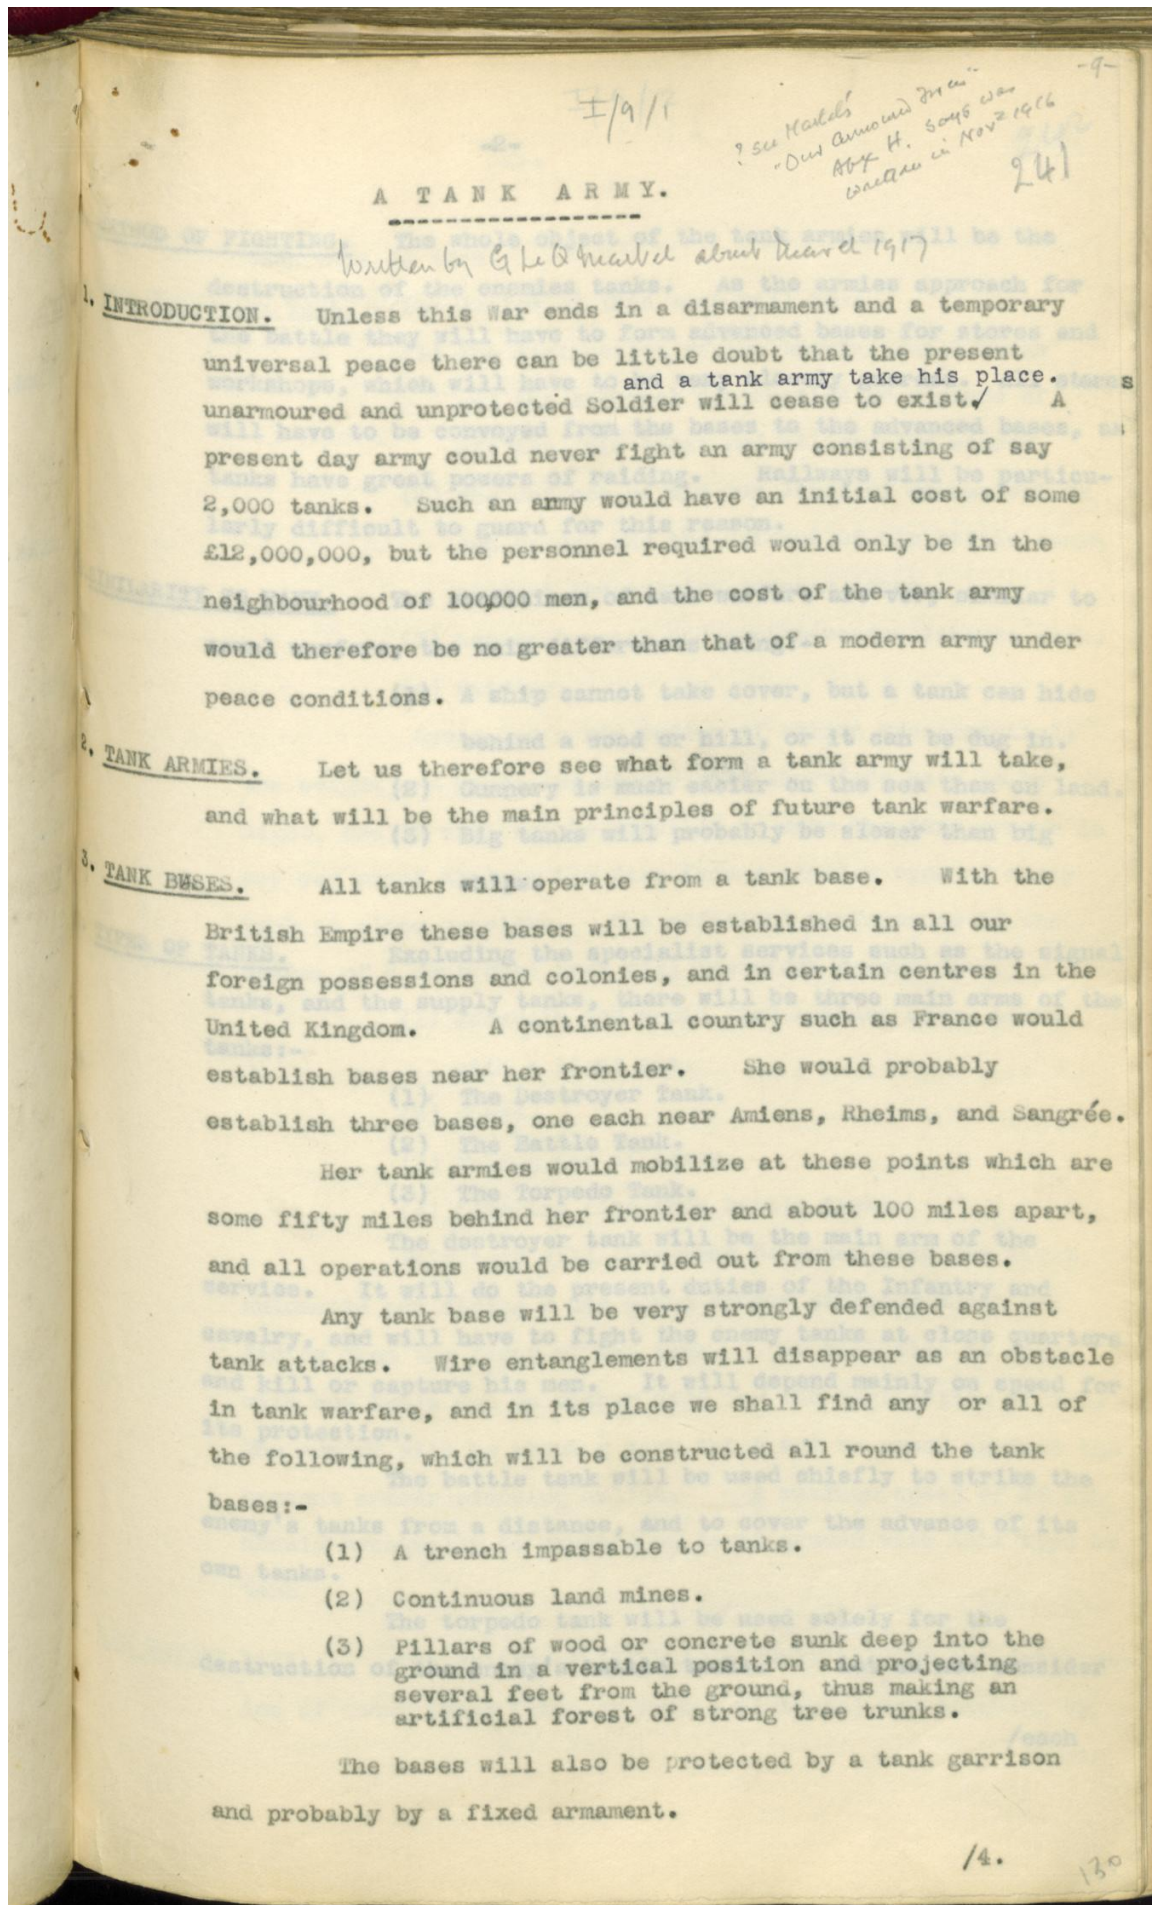 -9-
I/9/1
? see Martel's
"Our Armoured Forces"
App H. says was
written in Novr 1916
241
A TANK ARMY.
Written by G Le Q Martel about March 1917
1. INTRODUCTION. Unless this War ends in a disarmament and a temporary
universal peace there can be little doubt that the present
and a tank army take his place.
unarmoured and unprotected Soldier will cease to exist./ A
present day army could never fight an army consisting of say
2,000 tanks. Such an army would have an initial cost of some
£12,000,000, but the personnel required would only be in the
neighbourhood of 100,000 men, and the cost of the tank army
would therefore be no greater than that of a modern army under
peace conditions.
2. TANK ARMIES. Let us therefore see what form a tank army will take,
and what will be the main principles of future tank warfare.
3. TANK BASES. All tanks will operate from a tank base. With the
British Empire these bases will be established in all our
foreign possessions and colonies, and in certain centres in the
United Kingdom. A continental country such as France would
establish bases near her frontier. She would probably
establish three bases, one each near Amiens, Rheims, and Sangrée.
Her tank armies would mobilize at these points which are
some fifty miles behind her frontier and about 100 miles apart,
and all operations would be carried out from these bases.
Any tank base will be very strongly defended against
tank attacks. Wire entanglements will disappear as an obstacle
in tank warfare, and in its place we shall find any or all of
the following, which will be constructed all round the tank
bases:-
(1) A trench impassable to tanks.
(2) Continuous land mines.
(3) Pillars of wood or concrete sunk deep into the
ground in a vertical position and projecting
several feet from the ground, thus making an
artificial forest of strong tree trunks.
The bases will also be protected by a tank garrison
and probably by a fixed armament.
/4.
130